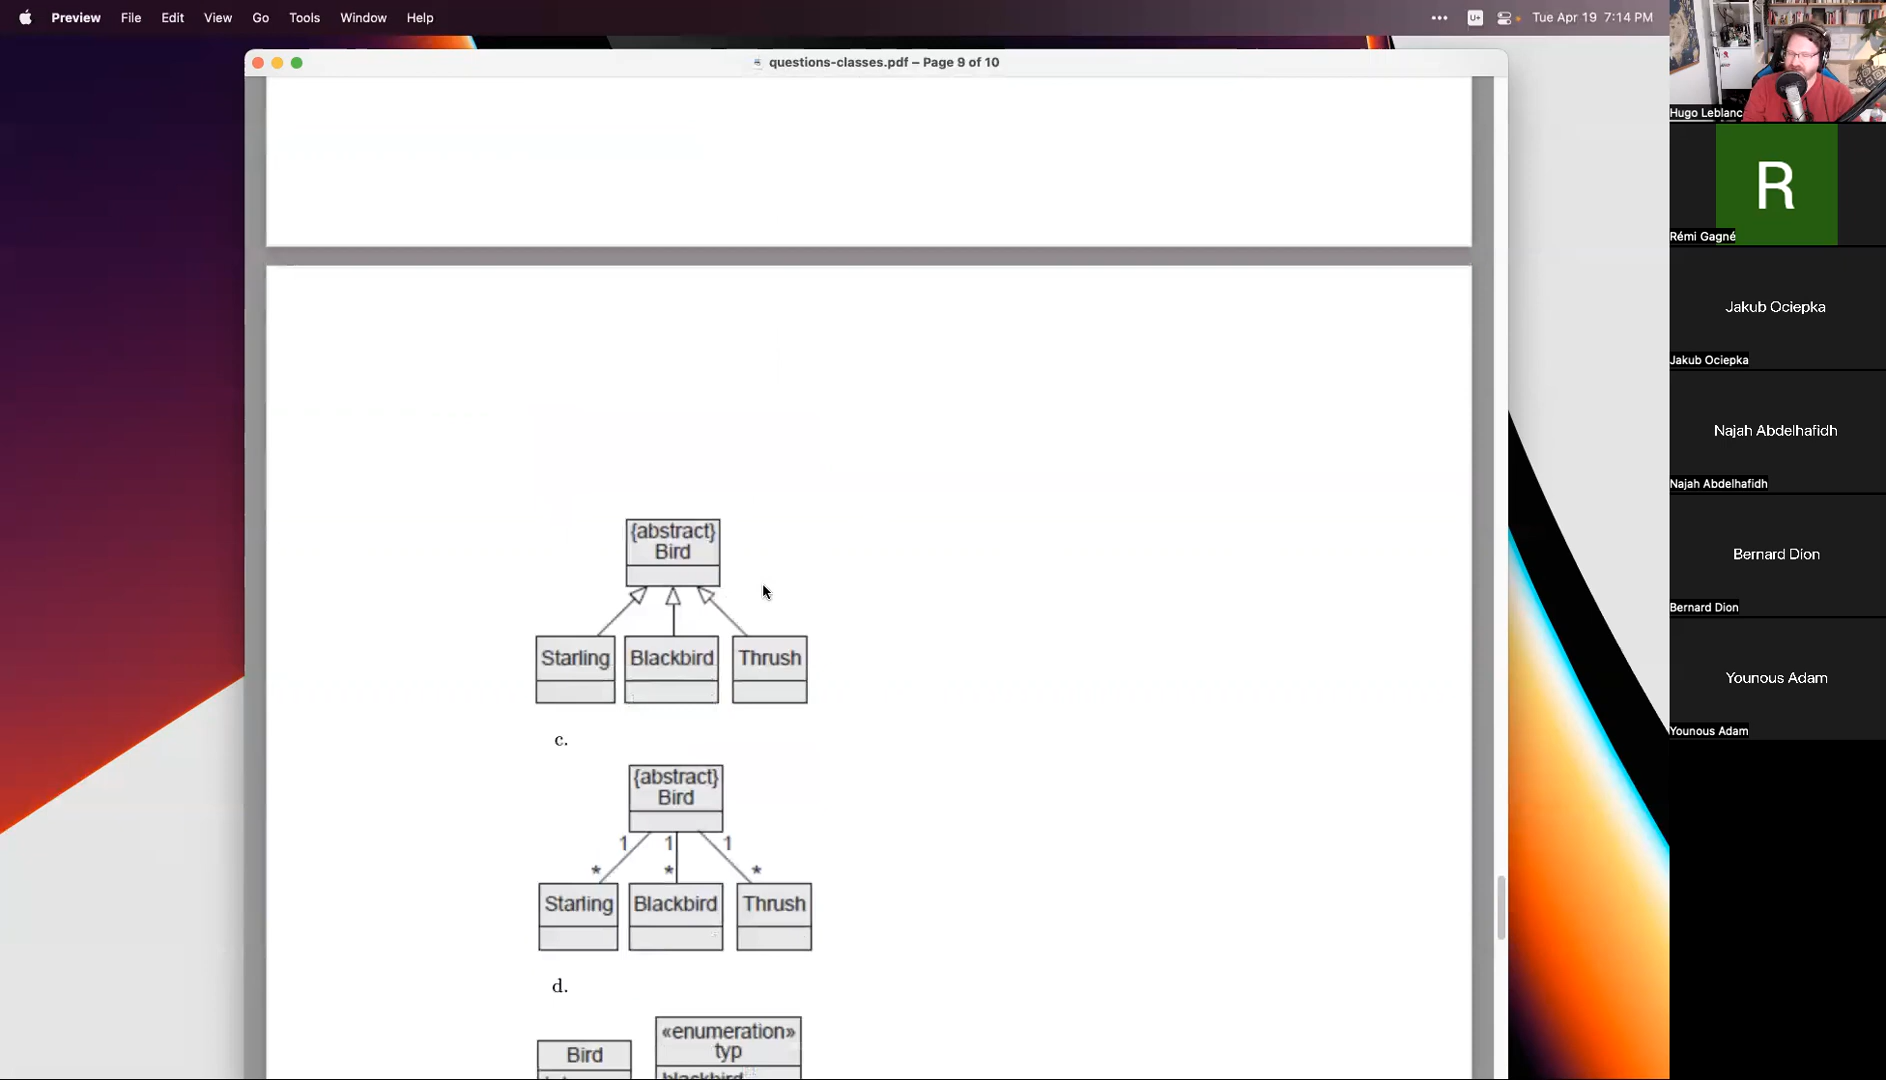 Preview File Edit View Go Tools Window Help
••• U+ Tue Apr 19 7:14 PM
questions-classes.pdf – Page 9 of 10
{abstract}
Bird
Starling Blackbird Thrush
c.
{abstract}
Bird
1 1 1
* * *
Starling Blackbird Thrush
d.
Bird
«enumeration»
typ
blackbird
Hugo Leblanc
R
Rémi Gagné
Jakub Ociepka
Jakub Ociepka
Najah Abdelhafidh
Najah Abdelhafidh
Bernard Dion
Bernard Dion
Younous Adam
Younous Adam